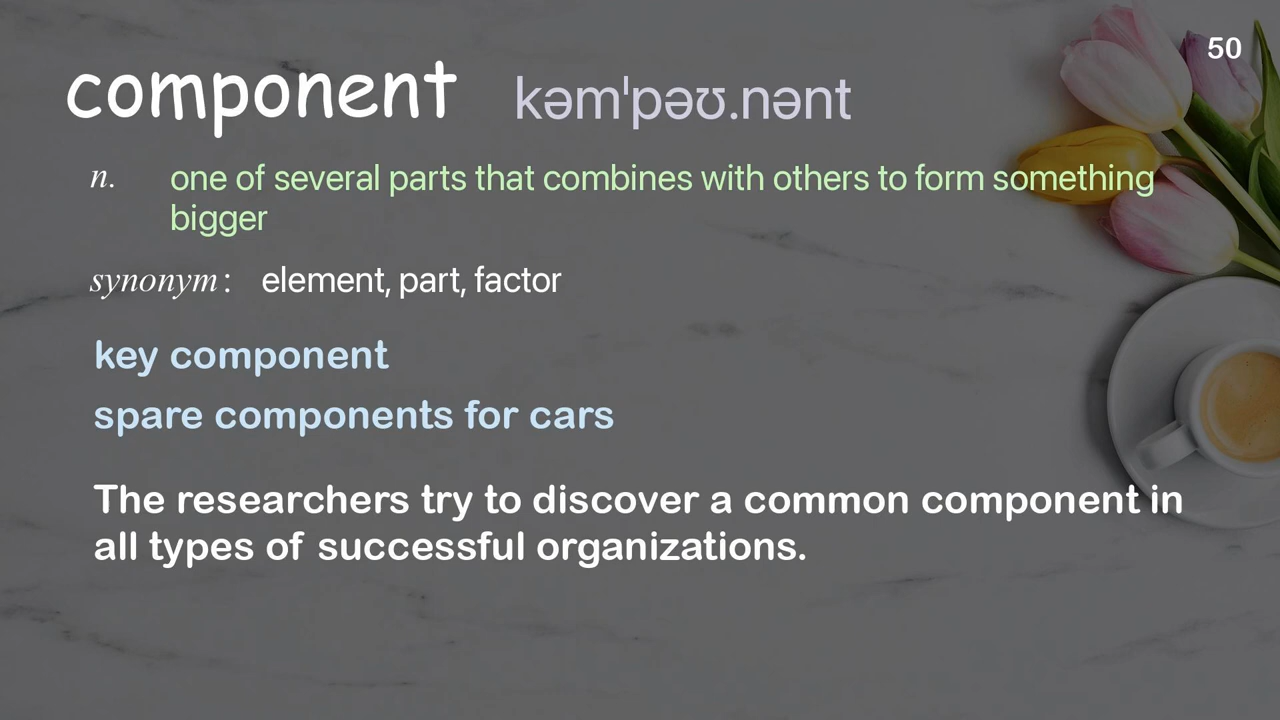 50
component kəmˈpəʊ.nənt
n. one of several parts that combines with others to form something
bigger
synonym: element, part, factor
key component
spare components for cars
The researchers try to discover a common component in
all types of successful organizations.